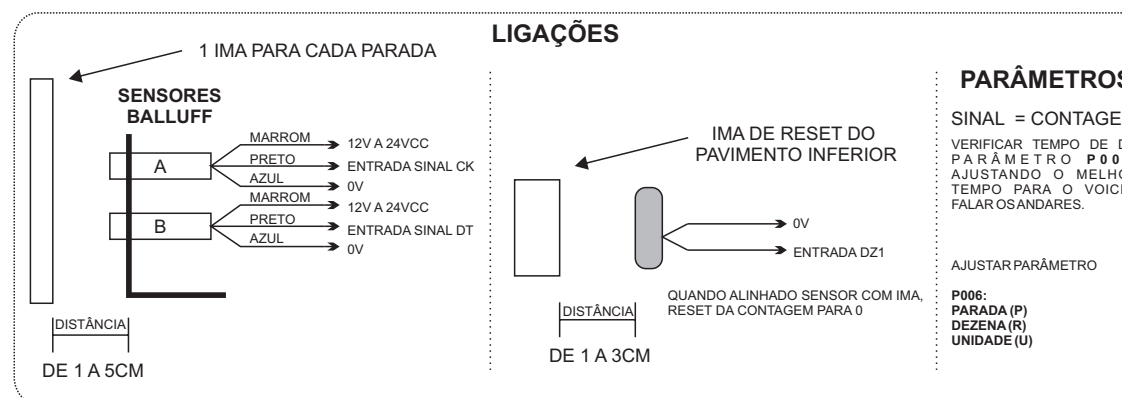 LIGAÇÕES
1 IMA PARA CADA PARADA
SENSORES
BALLUFF
A
MARROM
12V A 24VCC
PRETO
ENTRADA SINAL CK
AZUL
0V
B
MARROM
12V A 24VCC
PRETO
ENTRADA SINAL DT
AZUL
0V
DISTÂNCIA
DE 1 A 5CM
IMA DE RESET DO
PAVIMENTO INFERIOR
0V
ENTRADA DZ1
QUANDO ALINHADO SENSOR COM IMA,
RESET DA CONTAGEM PARA 0
DISTÂNCIA
DE 1 A 3CM
PARÂMETROS
SINAL = CONTAGE
VERIFICAR TEMPO DE D
PARÂMETRO P00
AJUSTANDO O MELHO
TEMPO PARA O VOIC
FALAR OS ANDARES.
AJUSTAR PARÂMETRO
P006:
PARADA (P)
DEZENA (R)
UNIDADE (U)